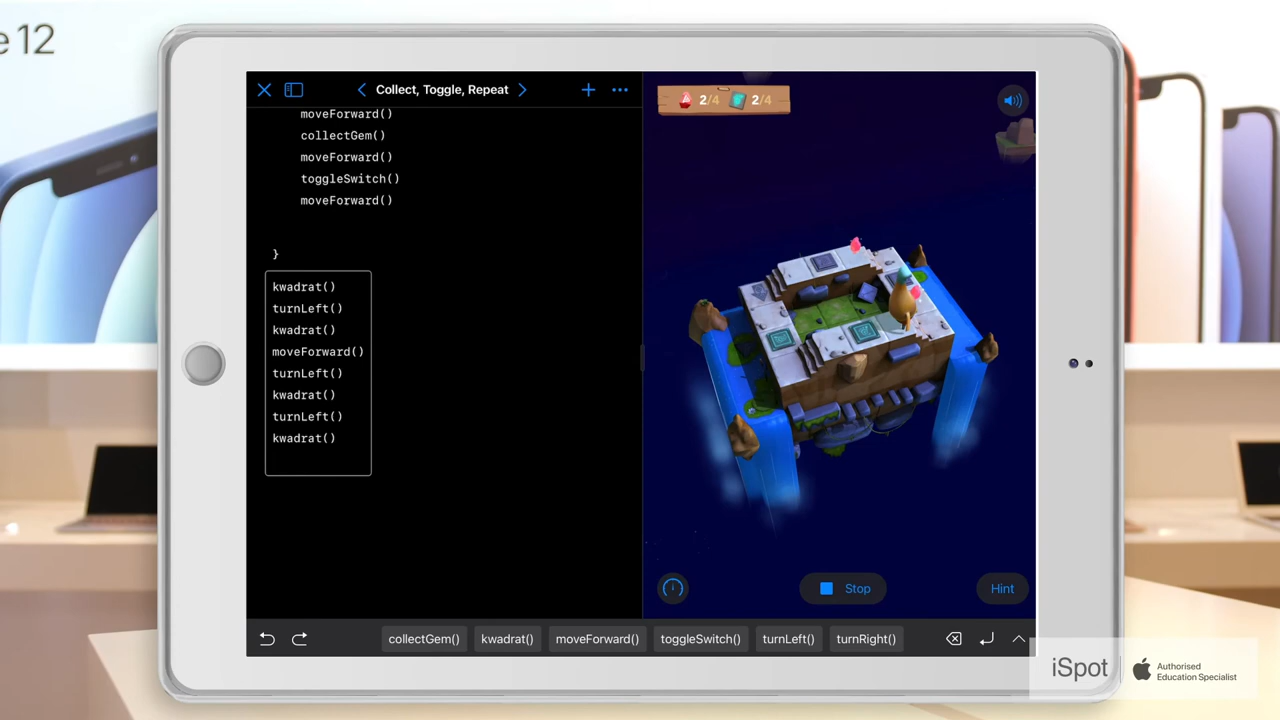 e 12
Collect, Toggle, Repeat
moveForward()
collectGem()
moveForward()
toggleSwitch()
moveForward()
}
kwadrat()
turnLeft()
kwadrat()
moveForward()
turnLeft()
kwadrat()
turnLeft()
kwadrat()
2/4 2/4
Stop
Hint
collectGem() kwadrat() moveForward() toggleSwitch() turnLeft() turnRight()
iSpot
Authorised
Education Specialist